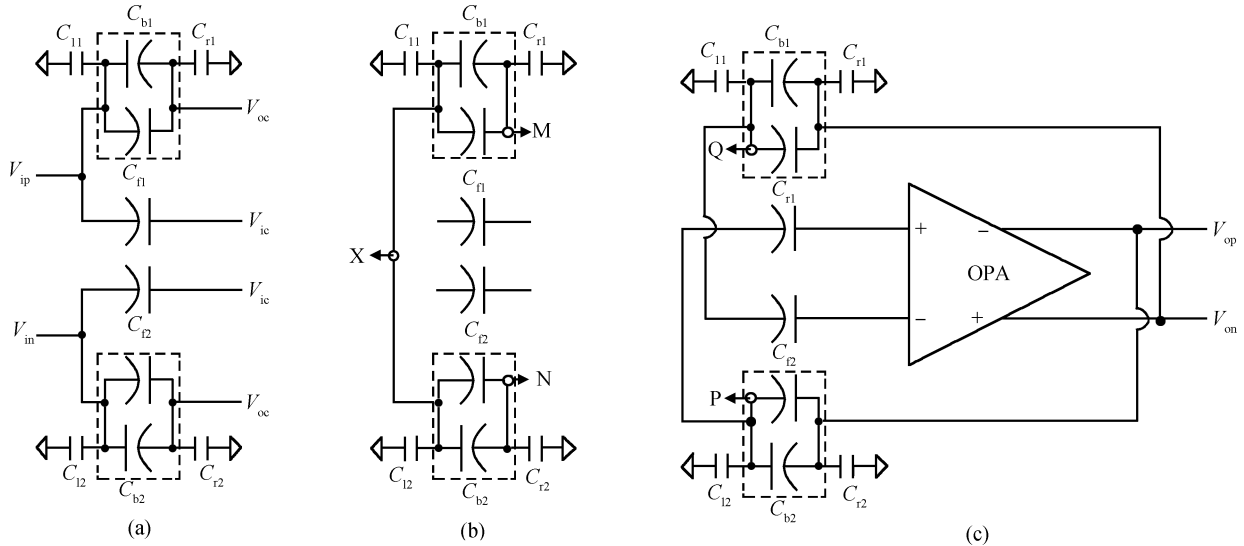 C11 Cb1 Cr1
Voc
Cf1
Vip
Vic
Vic
Cf2
Vin
Voc
Cl2 Cr2
Cb2
(a)
C11 Cb1 Cr1
M
Cf1
X
Cf2
N
Cl2 Cr2
Cb2
(b)
C11 Cb1 Cr1
Q
Cr1
+ −
Vop
OPA
− +
Von
Cf2
P
Cl2 Cr2
Cb2
(c)